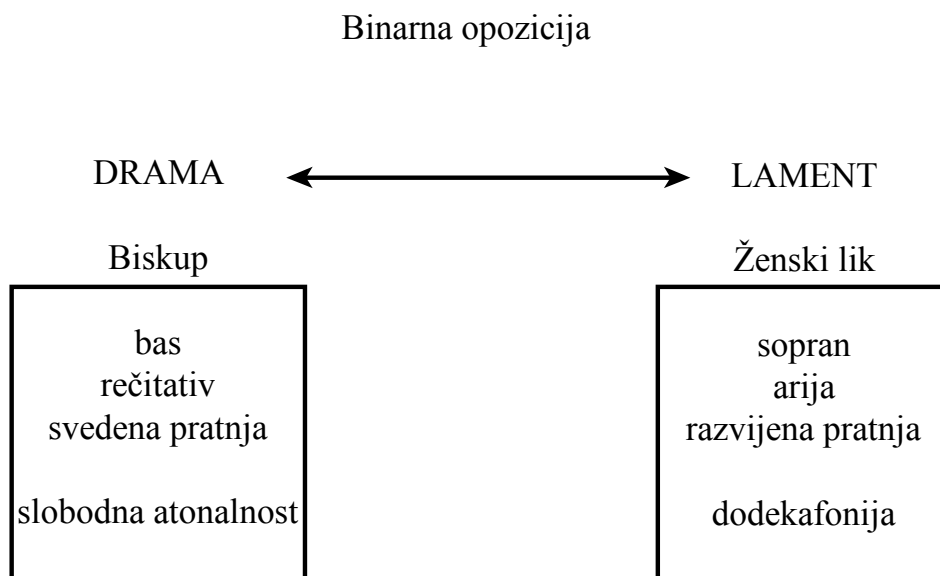 Binarna opozicija
DRAMA
Biskup
bas
rečitativ
svedena pratnja
slobodna atonalnost
LAMENT
Ženski lik
sopran
arija
razvijena pratnja
dodekafonija